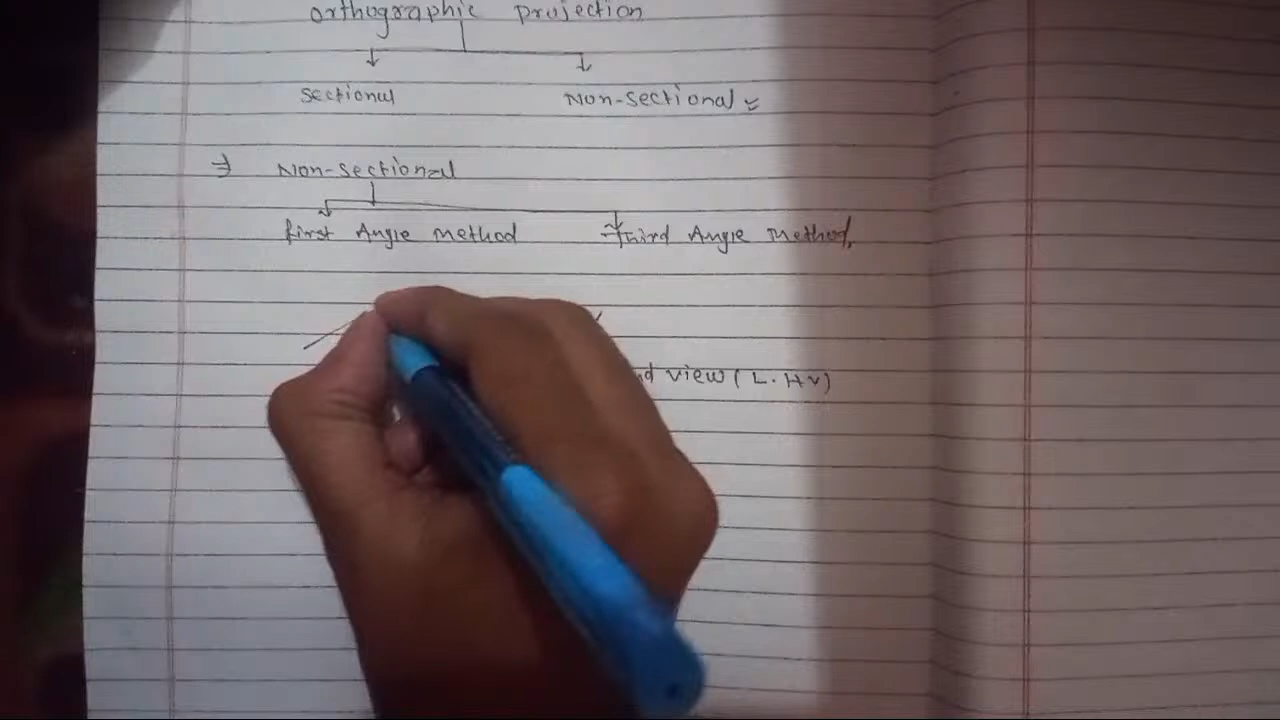 orthographic projection
Sectional Non-Sectional
⇒ Non-Sectional
first Angle Method Third Angle Method,
view ( L. H v)